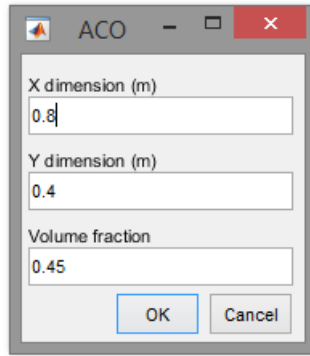 ACO
X dimension (m)
0.8
Y dimension (m)
0.4
Volume fraction
0.45
OK Cancel